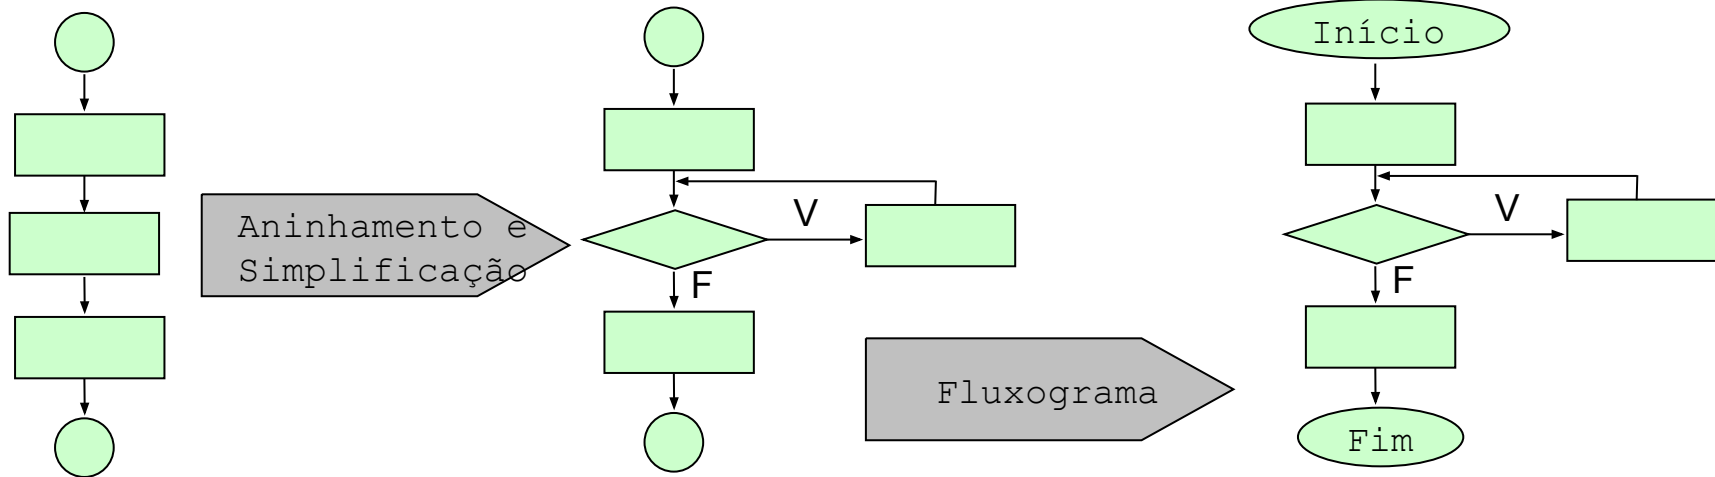 Aninhamento e
Simplificação
V
F
Fluxograma
Início
V
F
Fim